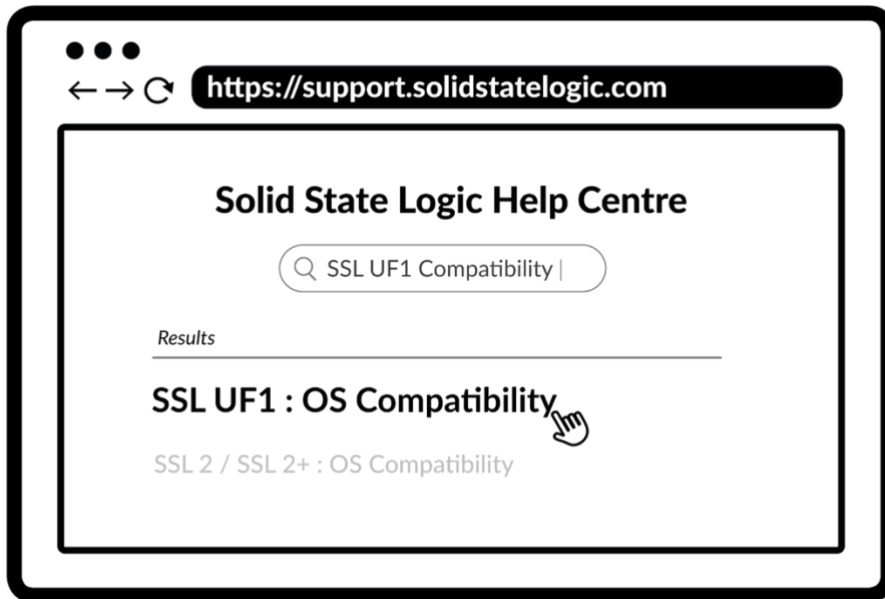 https://support.solidstatelogic.com
Solid State Logic Help Centre
SSL UF1 Compatibility
Results
SSL UF1 : OS Compatibility
SSL 2 / SSL 2+ : OS Compatibility